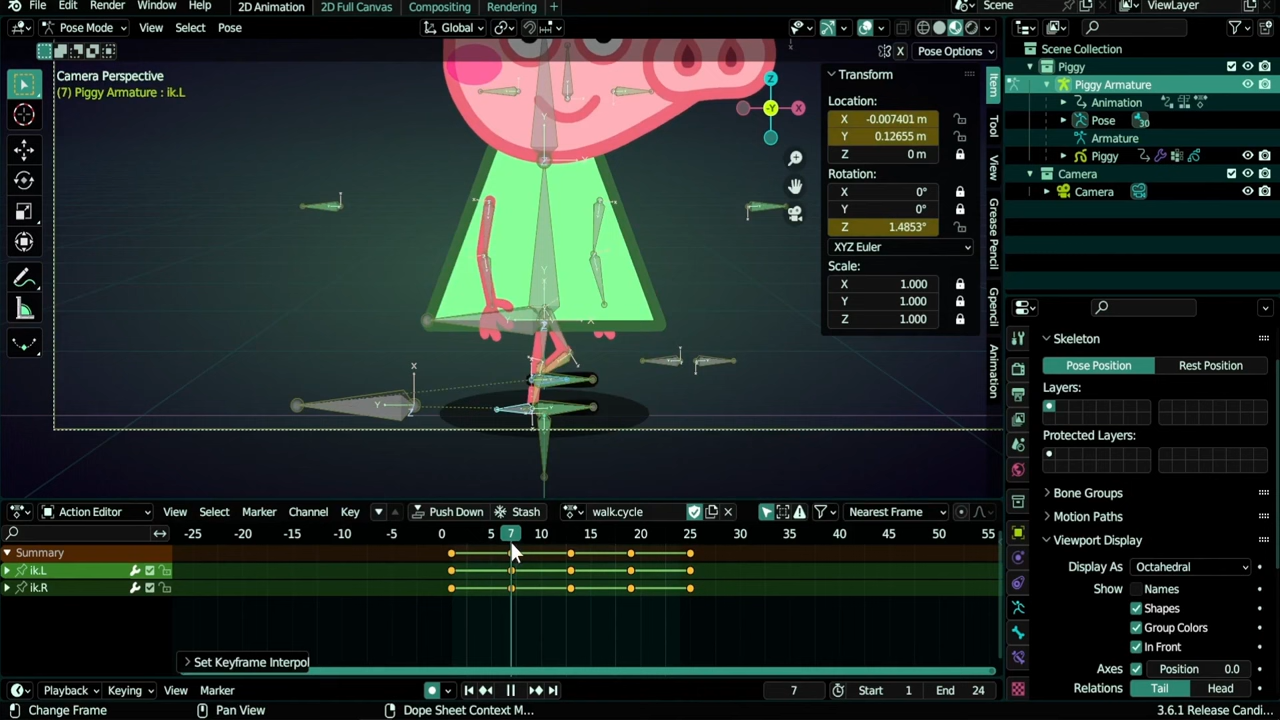 File Edit Render Window Help 2D Animation 2D Full Canvas Compositing Rendering + Scene ViewLayer
Pose Mode View Select Pose Global
X Pose Options
Camera Perspective
(7) Piggy Armature : ik.L
Transform
Location:
X -0.007401 m
Y 0.12655 m
Z 0 m
Rotation:
X 0°
Y 0°
Z 1.4853°
XYZ Euler
Scale:
X 1.000
Y 1.000
Z 1.000
Item
Tool
View
Grease Pencil
Gpencil
Animation
Z
X
-Y
Scene Collection
Piggy
Piggy Armature
Animation
Pose 30
Armature
Piggy
Camera
Camera
Skeleton
Pose Position Rest Position
Layers:
Protected Layers:
Bone Groups
Motion Paths
Viewport Display
Display As Octahedral
Show Names
Shapes
Group Colors
In Front
Axes Position 0.0
Relations Tail Head
Action Editor View Select Marker Channel Key Push Down Stash walk.cycle Nearest Frame
-25 -20 -15 -10 -5 0 5 7 10 15 20 25 30 35 40 45 50 55
Summary
ik.L
ik.R
Set Keyframe Interpol
Playback Keying View Marker 7 Start 1 End 24
Change Frame Pan View Dope Sheet Context M... 3.6.1 Release Candi...